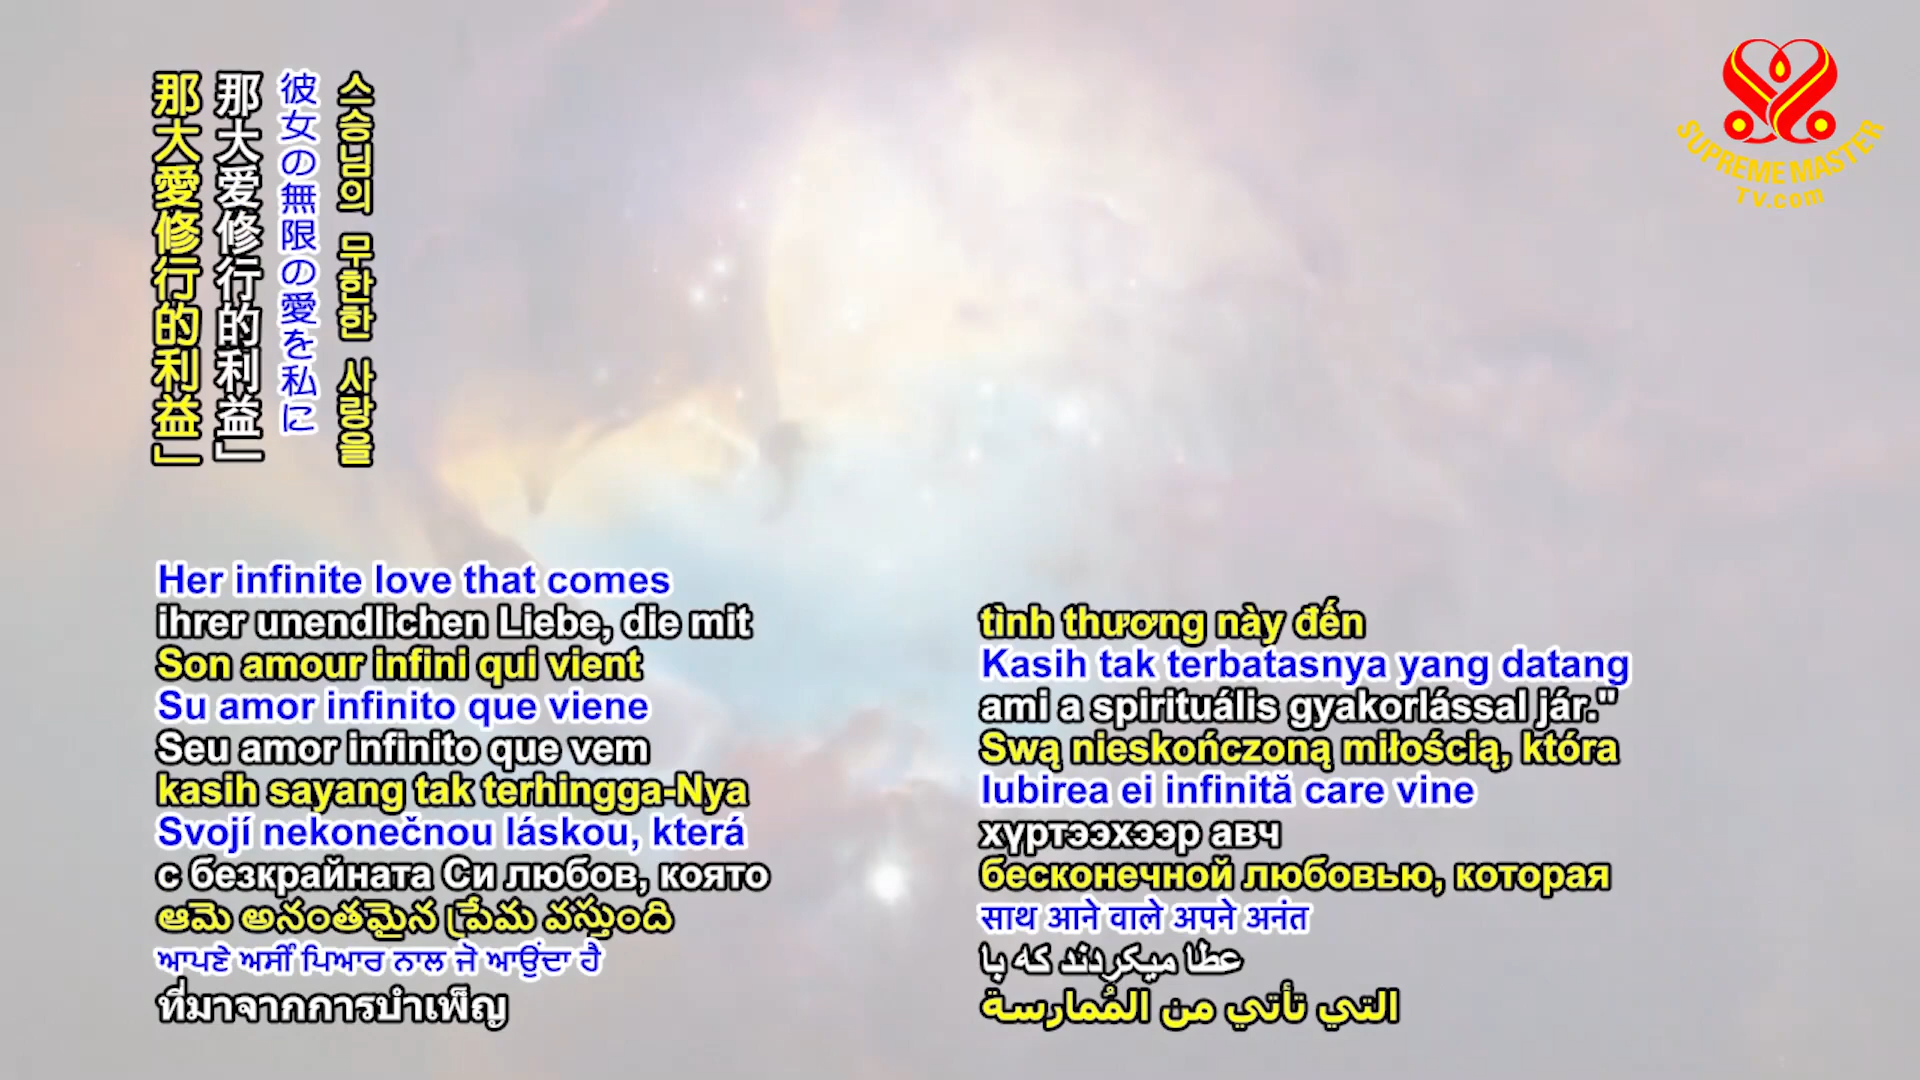 那大愛修行的利益」
那大爱修行的利益」
彼女の無限の愛を私に
스승님의 무한한 사랑을
SUPREME MASTER
TV.com
Her infinite love that comes
ihrer unendlichen Liebe, die mit
Son amour infini qui vient
Su amor infinito que viene
Seu amor infinito que vem
kasih sayang tak terhingga-Nya
Svojí nekonečnou láskou, která
с безкрайната Си любов, която
ఆమె అనంతమైన ప్రేమ వస్తుంది
ਆਪਣੇ ਅਸੀਂ ਪਿਆਰ ਨਾਲ ਜੋ ਆਉਂਦਾ ਹੈ
ที่มาจากการบำเพ็ญ
tình thương này đến
Kasih tak terbatasnya yang datang
ami a spirituális gyakorlással jár."
Swą nieskończoną miłością, która
Iubirea ei infinită care vine
хүртээхээр авч
бесконечной любовью, которая
साथ आने वाले अपने अनंत
عطا میکردند که با
التي تأتي من المُمارسة